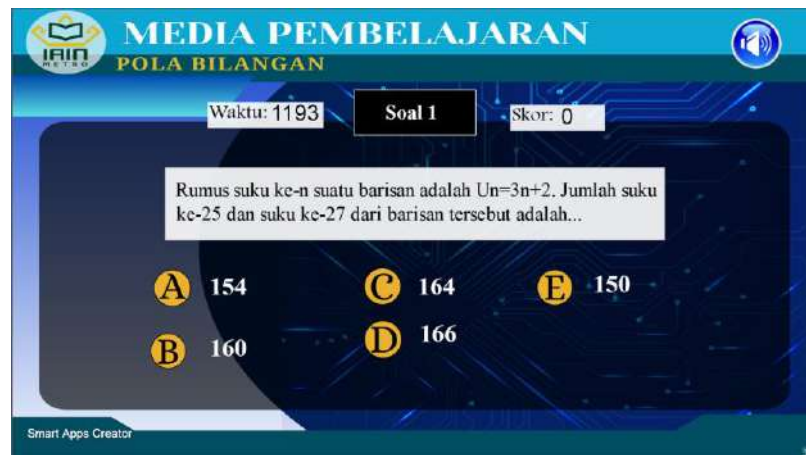 MEDIA PEMBELAJARAN
IAIN
METRO
POLA BILANGAN
Waktu: 1193
Soal 1
Skor: 0
Rumus suku ke-n suatu barisan adalah Un=3n+2. Jumlah suku
ke-25 dan suku ke-27 dari barisan tersebut adalah...
A 154
C 164
E 150
B 160
D 166
Smart Apps Creator